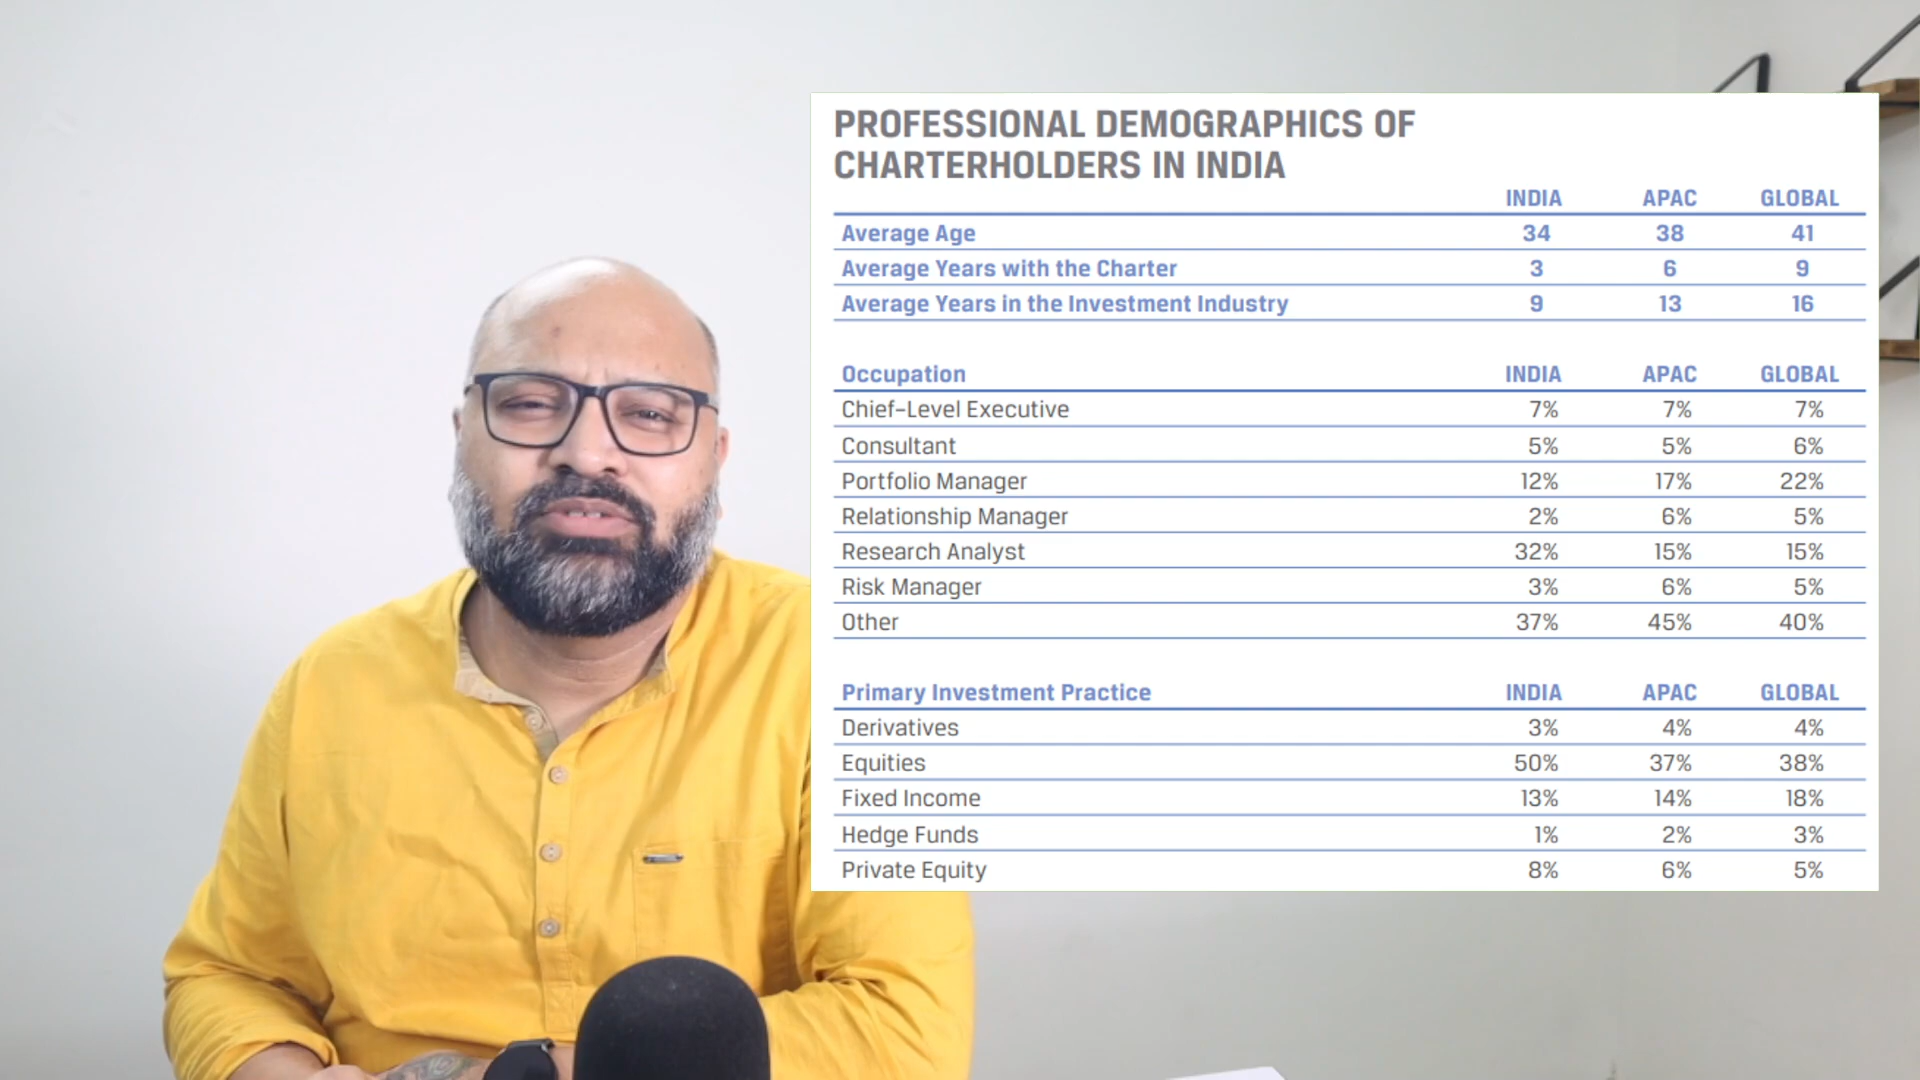 PROFESSIONAL DEMOGRAPHICS OF
CHARTERHOLDERS IN INDIA
INDIA APAC GLOBAL
Average Age 34 38 41
Average Years with the Charter 3 6 9
Average Years in the Investment Industry 9 13 16
Occupation INDIA APAC GLOBAL
Chief-Level Executive 7% 7% 7%
Consultant 5% 5% 6%
Portfolio Manager 12% 17% 22%
Relationship Manager 2% 6% 5%
Research Analyst 32% 15% 15%
Risk Manager 3% 6% 5%
Other 37% 45% 40%
Primary Investment Practice INDIA APAC GLOBAL
Derivatives 3% 4% 4%
Equities 50% 37% 38%
Fixed Income 13% 14% 18%
Hedge Funds 1% 2% 3%
Private Equity 8% 6% 5%